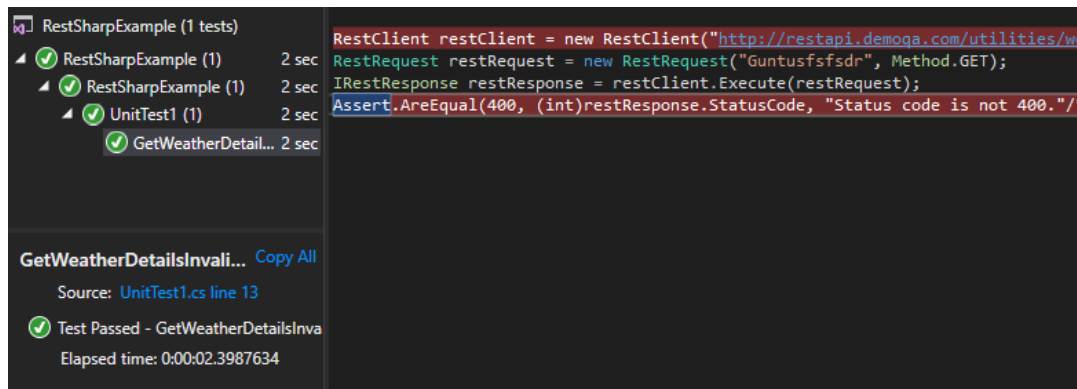 RestSharpExample (1 tests)
RestSharpExample (1) 2 sec
RestSharpExample (1) 2 sec
UnitTest1 (1) 2 sec
GetWeatherDetail... 2 sec
GetWeatherDetailsInvali... Copy All
Source: UnitTest1.cs line 13
Test Passed - GetWeatherDetailsInva
Elapsed time: 0:00:02.3987634
RestClient restClient = new RestClient("http://restapi.demoqa.com/utilities/w
RestRequest restRequest = new RestRequest("Guntusfsfsdr", Method.GET);
IRestResponse restResponse = restClient.Execute(restRequest);
Assert.AreEqual(400, (int)restResponse.StatusCode, "Status code is not 400."/